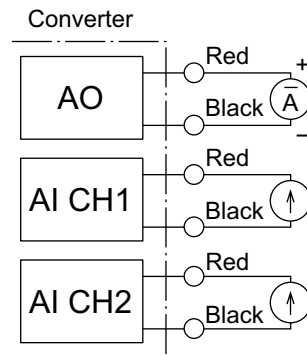 Converter
Red
+
AO
A
Black
−
Red
AI CH1
Black
Red
AI CH2
Black